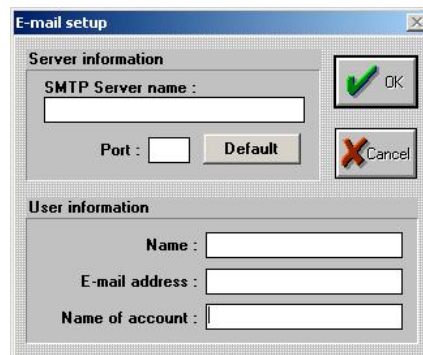 E-mail setup
Server information
SMTP Server name :
Port :
Default
OK
Cancel
User information
Name :
E-mail address :
Name of account :